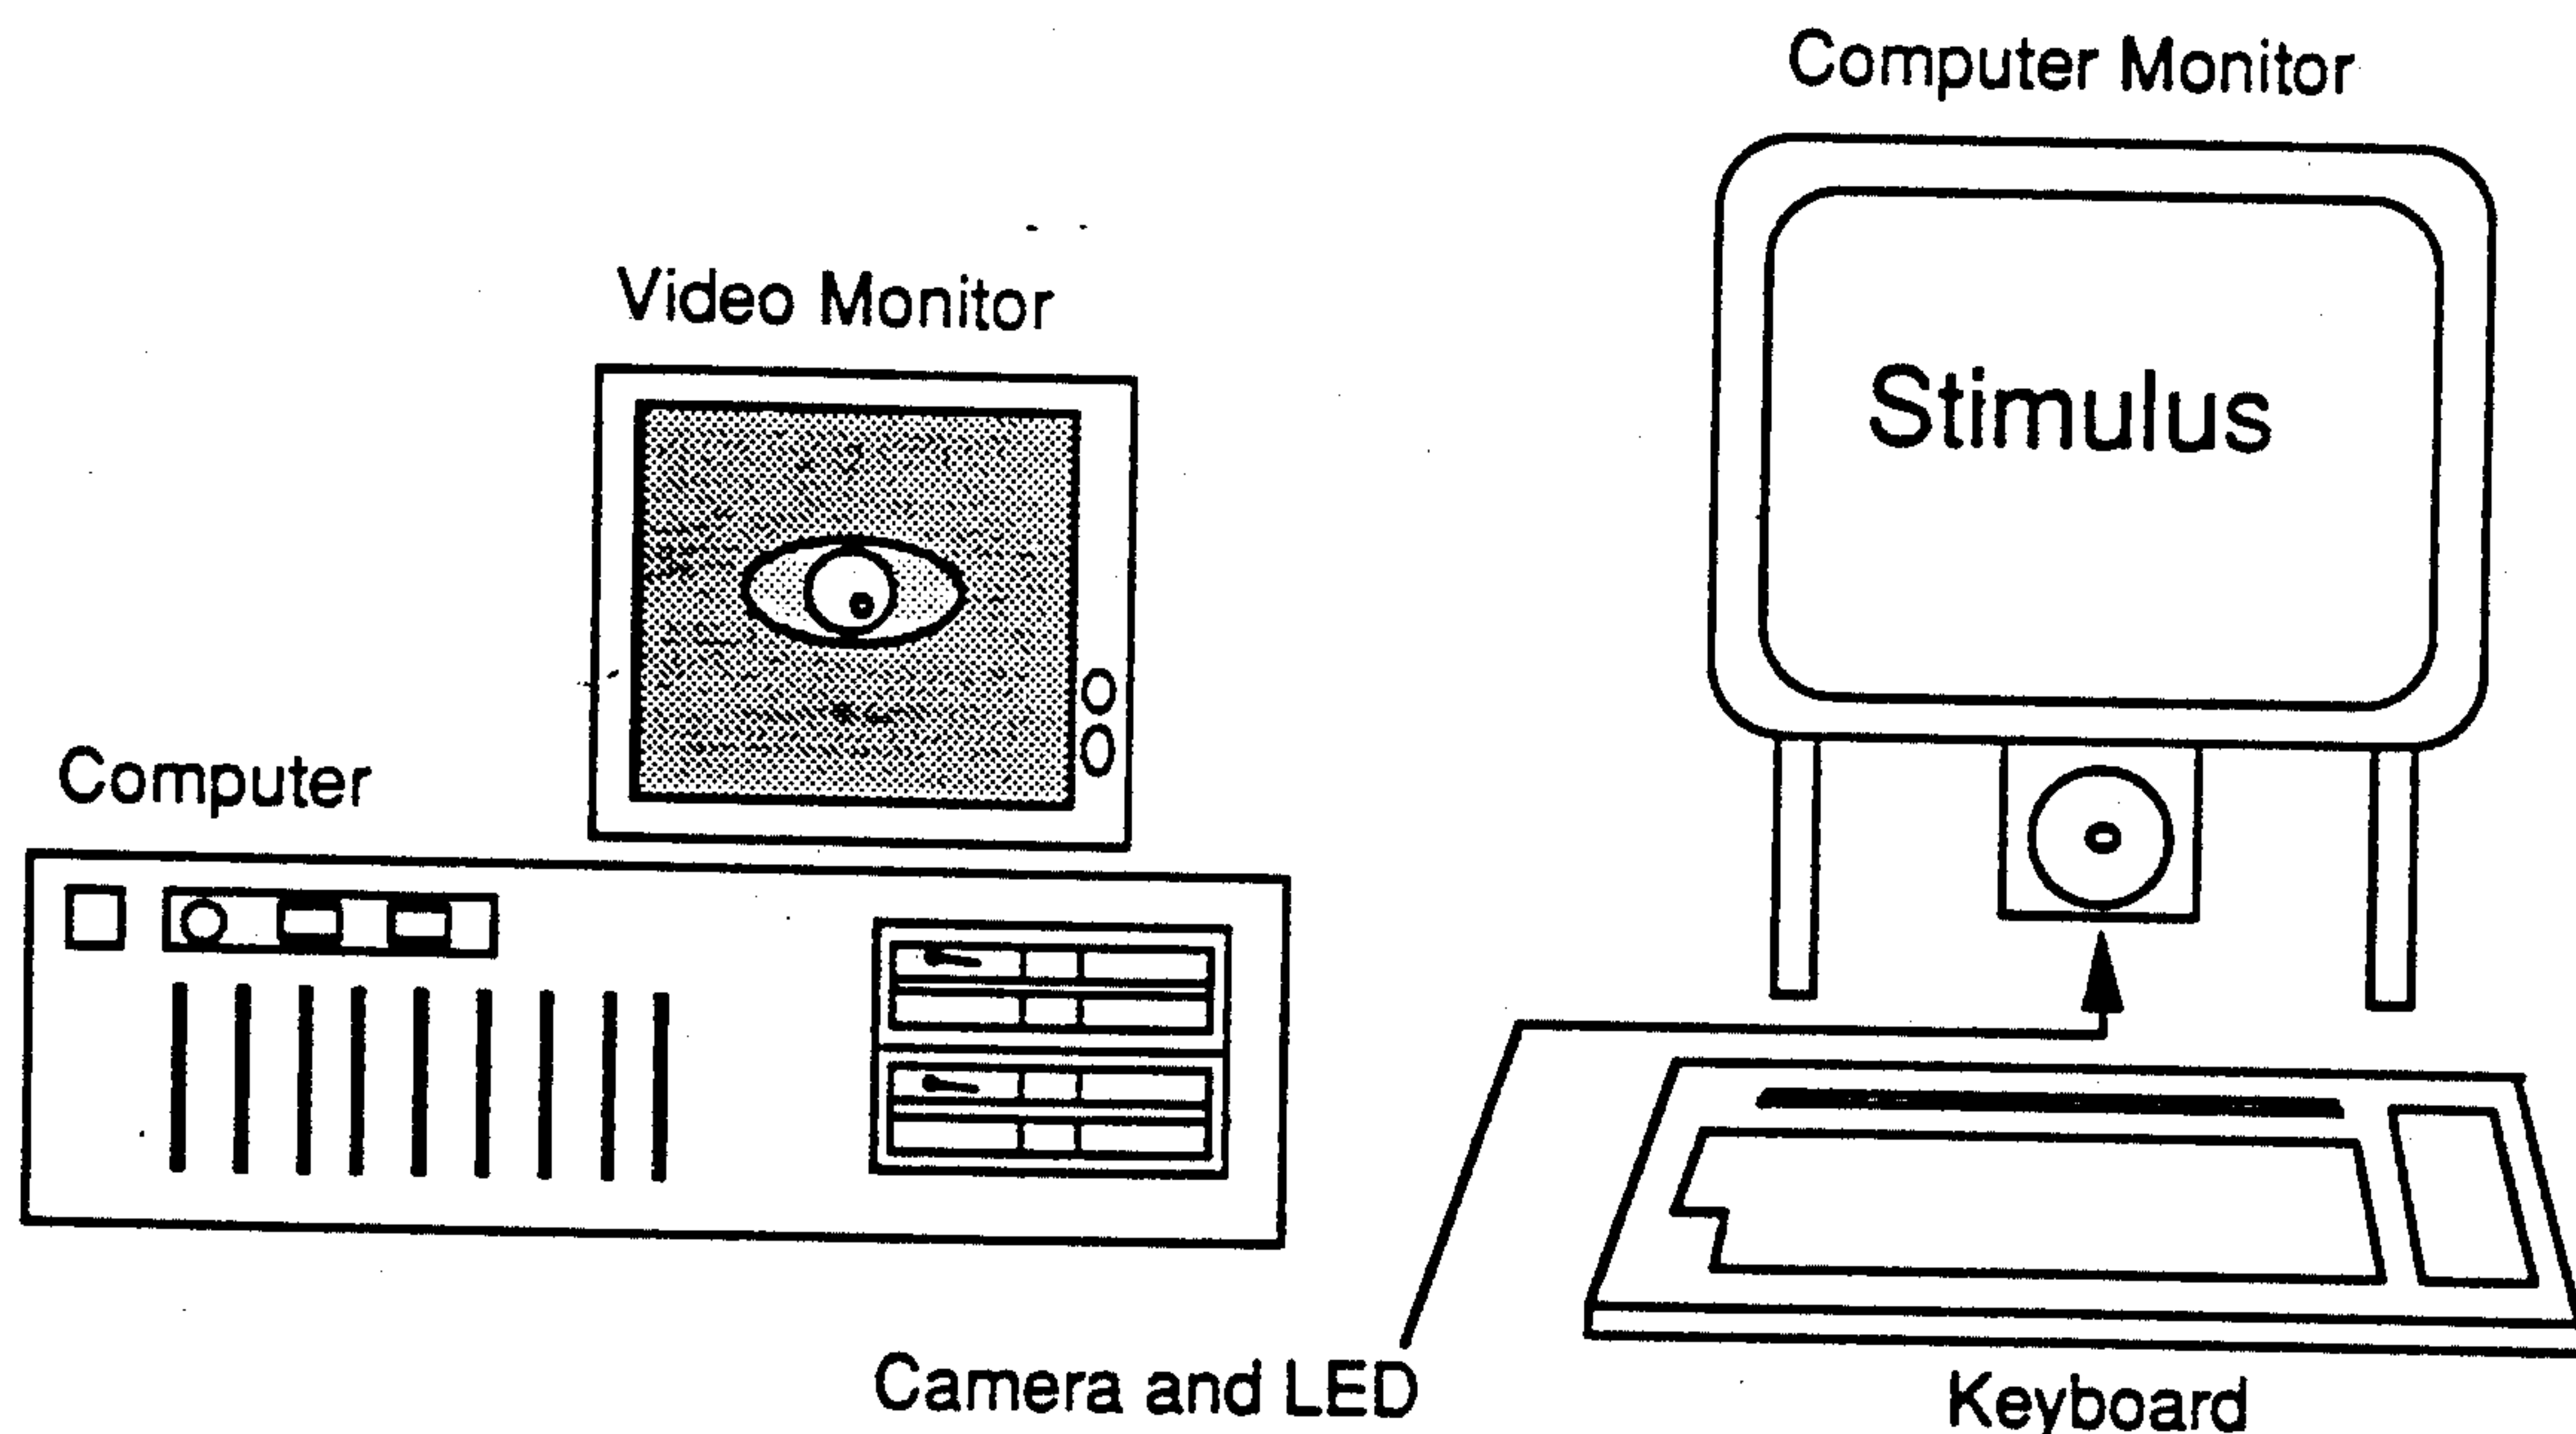 Computer Monitor
Video Monitor
Stimulus
Computer
Camera and LED
Keyboard